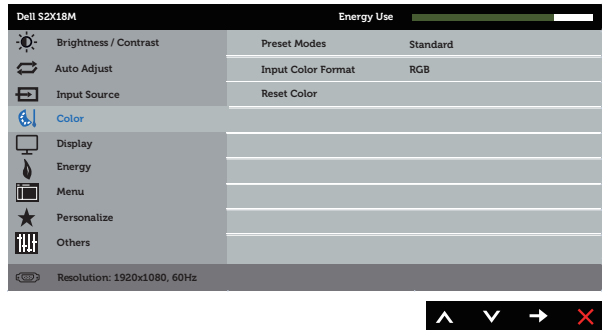 Dell S2X18M Energy Use
Brightness / Contrast Preset Modes Standard
Auto Adjust Input Color Format RGB
Input Source Reset Color
Color
Display
Energy
Menu
Personalize
Others
Resolution: 1920x1080, 60Hz